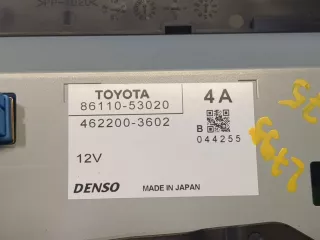 TOYOTA
86110-53020
4A
462200-3602
B
044255
12V
DENSO
MADE IN JAPAN